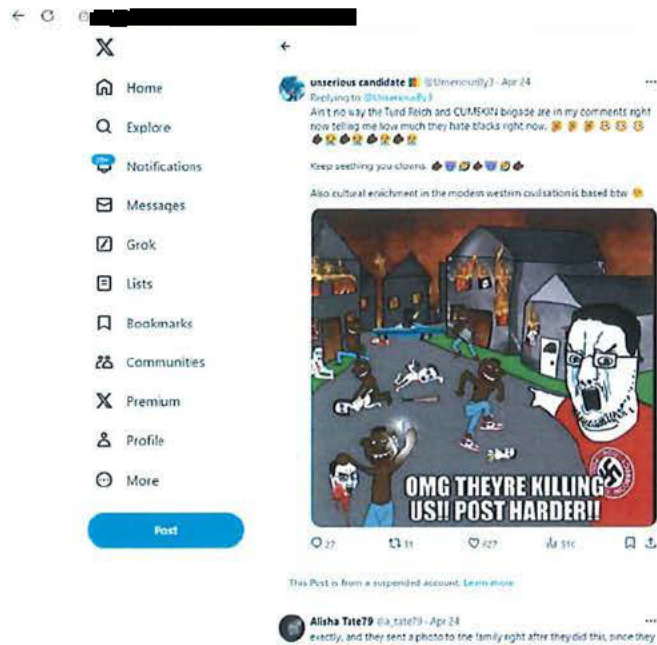 Home
Explore
Notifications
Messages
Grok
Lists
Bookmarks
Communities
Premium
Profile
More
Post
unserious candidate
- Apr 24
Replying to
Ain't no way the Turd Reich and CUMSKIN brigade are in my comments right
now telling me how much they hate blacks right now.
Keep seething you clowns.
Also cultural enrichment in the modern western civilisation is based btw
OMG THEYRE KILLING
US!! POST HARDER!!
27
31
This Post is from a suspended account. Learn more
Alisha Tate79 @a_tate79 - Apr 24
exactly, and they sent a photo to the family right after they did this, since they